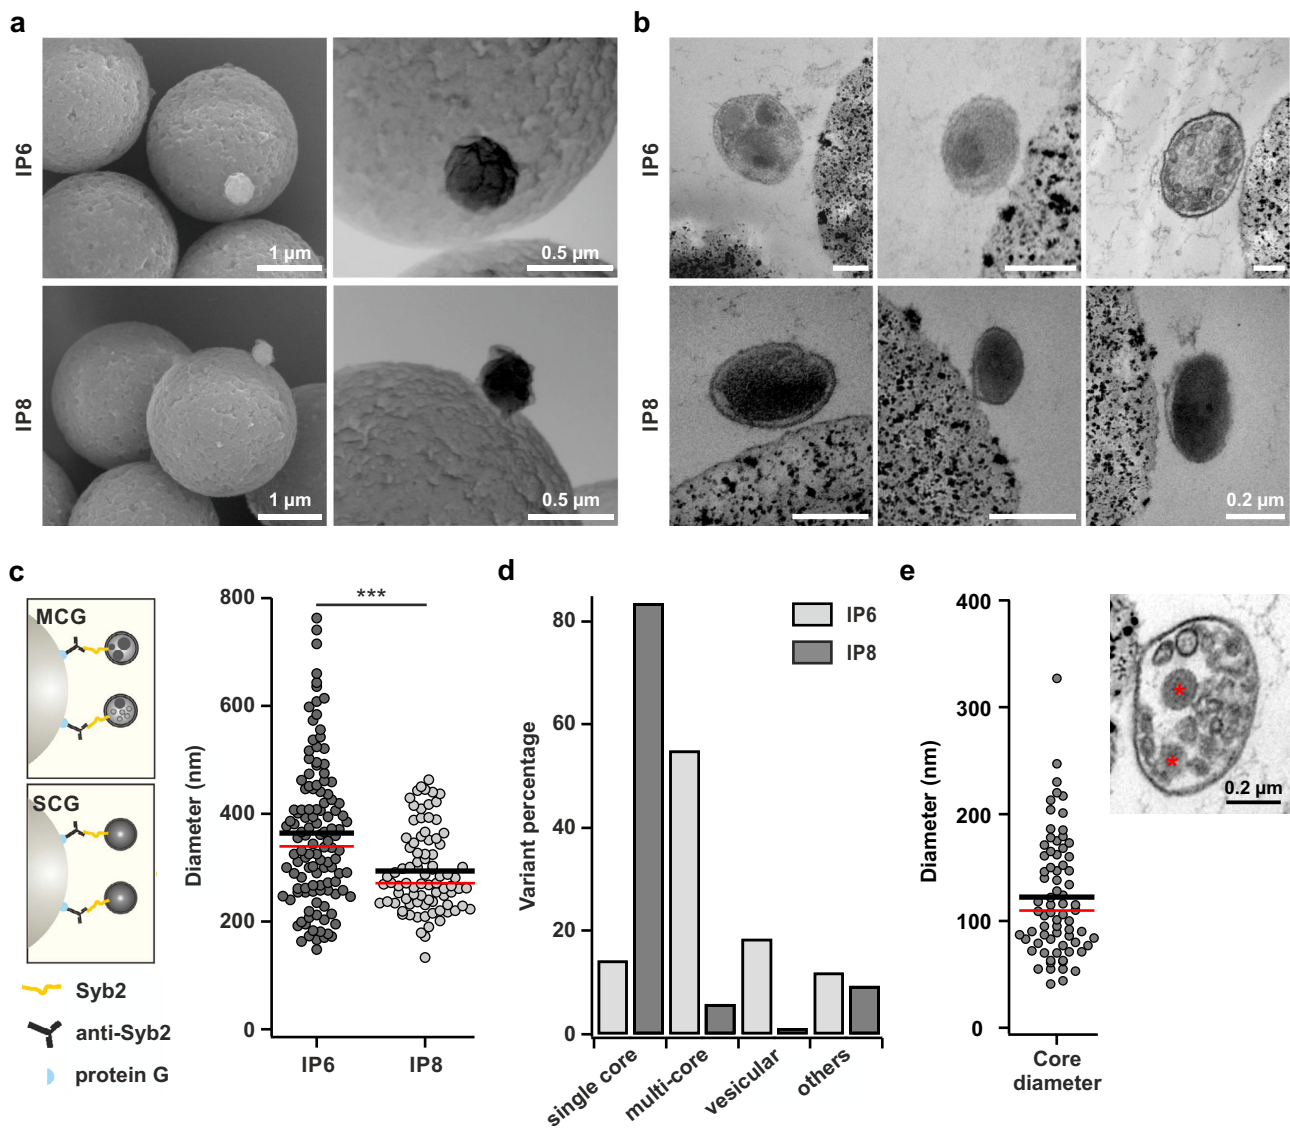 a
IP6
1 µm
0.5 µm
IP8
1 µm
0.5 µm
b
IP6
IP8
0.2 µm
c
MCG
SCG
Syb2
anti-Syb2
protein G
Diameter (nm)
800
600
400
200
0
***
IP6
IP8
d
Variant percentage
80
60
40
20
0
IP6
IP8
single core
multi-core
vesicular
others
e
Diameter (nm)
400
300
200
100
0
Core
diameter
*
*
0.2 µm